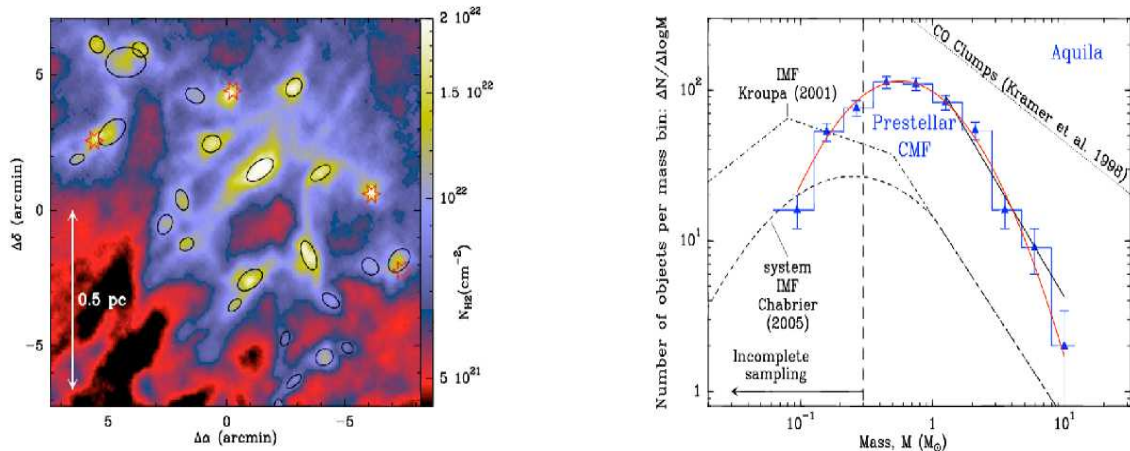 5
0
-5
Δδ (arcmin)
0.5 pc
5
0
-5
Δα (arcmin)
2 10²²
1.5 10²²
10²²
5 10²¹
N_H2(cm⁻²)
Number of objects per mass bin: ΔN/ΔlogM
10²
10
1
IMF
Kroupa (2001)
CO Clumps (Kramer et al. 1998)
Aquila
Prestellar
CMF
system
IMF
Chabrier
(2005)
Incomplete
sampling
10⁻¹
1
10¹
Mass, M (M⊙)